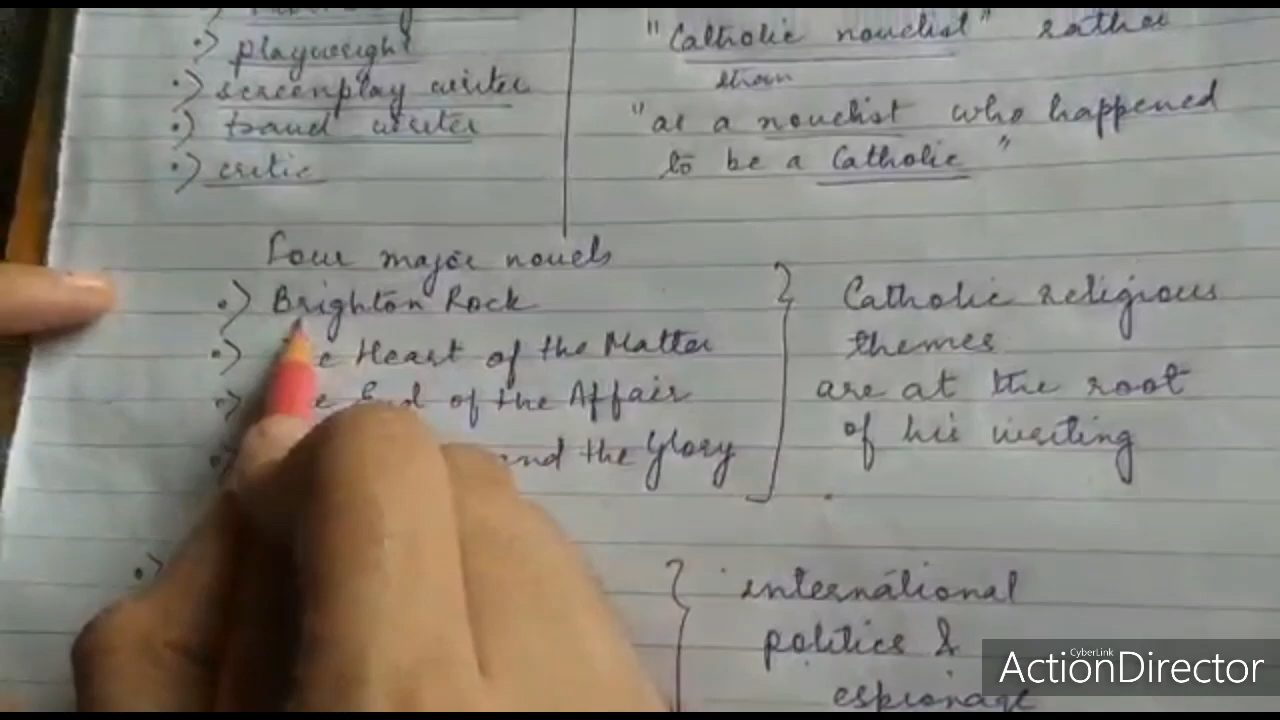 •) playwright
•) screenplay writer
•) travel writer
•) critic
"Catholic novelist" rather
than
"as a novelist who happened
to be a Catholic"
Four major novels
•) Brighton Rock
•) Heart of the Matter
•) End of the Affair
•) and the Glory
Catholic religious
themes
are at the root
of his writing
•)
international
politics &
espionage
CyberLink
ActionDirector